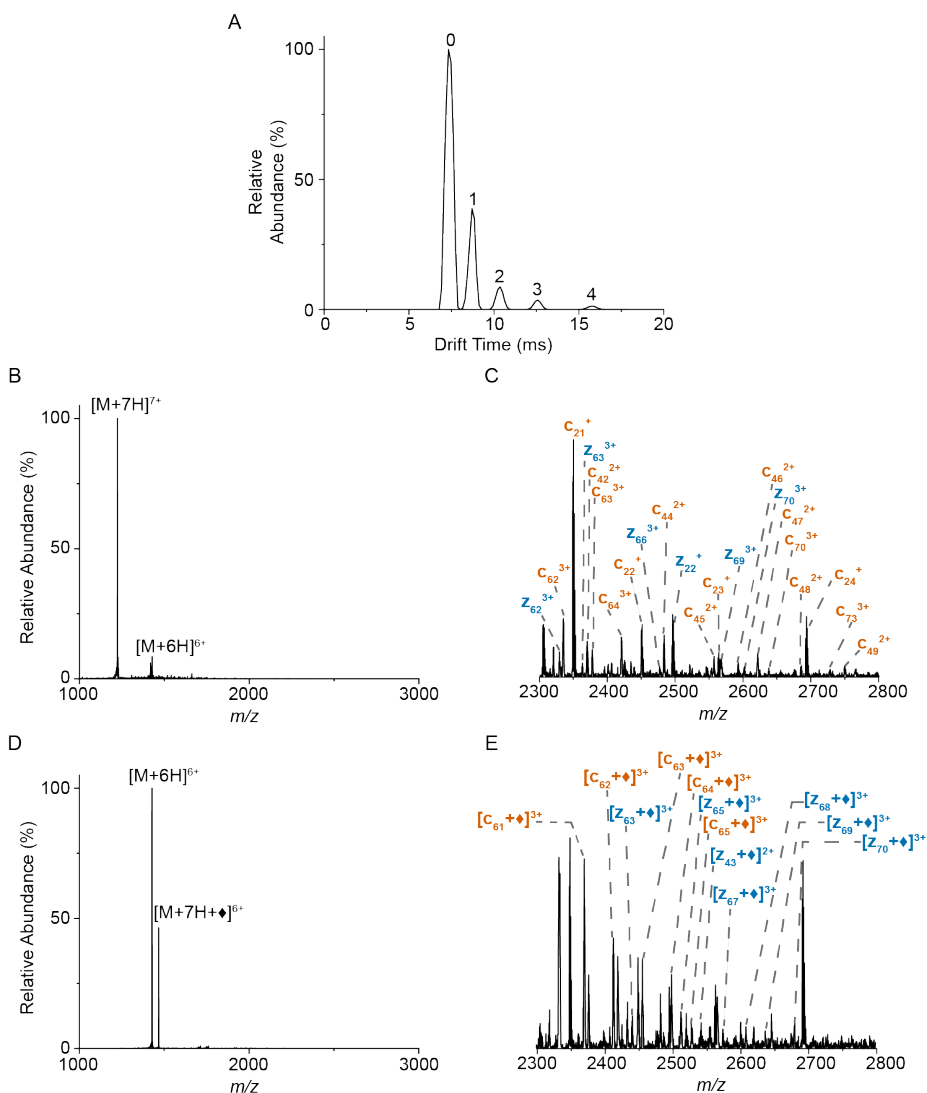 A
Relative
Abundance (%)
100
50
0
0
1
2
3
4
0
5
10
15
20
Drift Time (ms)
B
Relative Abundance (%)
100
50
0
[M+7H]⁷⁺
[M+6H]⁶⁺
1000
2000
3000
m/z
C
c₂₁⁺
z₆₃³⁺
c₄₂²⁺
c₆₃³⁺
c₄₄²⁺
z₆₆³⁺
c₂₂⁺
c₆₂³⁺
z₆₂³⁺
c₆₄³⁺
z₂₂⁺
c₂₃⁺
c₄₅²⁺
z₆₉³⁺
c₄₆²⁺
z₇₀³⁺
c₄₇²⁺
c₇₀³⁺
c₄₈²⁺
c₂₄⁺
c₇₃³⁺
c₄₉²⁺
2300
2400
2500
2600
2700
2800
m/z
D
Relative Abundance (%)
100
50
0
[M+6H]⁶⁺
[M+7H+♦]⁶⁺
1000
2000
3000
m/z
E
[c₆₃+♦]³⁺
[c₆₂+♦]³⁺
[c₆₄+♦]³⁺
[z₆₅+♦]³⁺
[z₆₈+♦]³⁺
[c₆₁+♦]³⁺
[z₆₃+♦]³⁺
[c₆₅+♦]³⁺
[z₆₉+♦]³⁺
[z₄₃+♦]²⁺
[z₇₀+♦]³⁺
[z₆₇+♦]³⁺
2300
2400
2500
2600
2700
2800
m/z